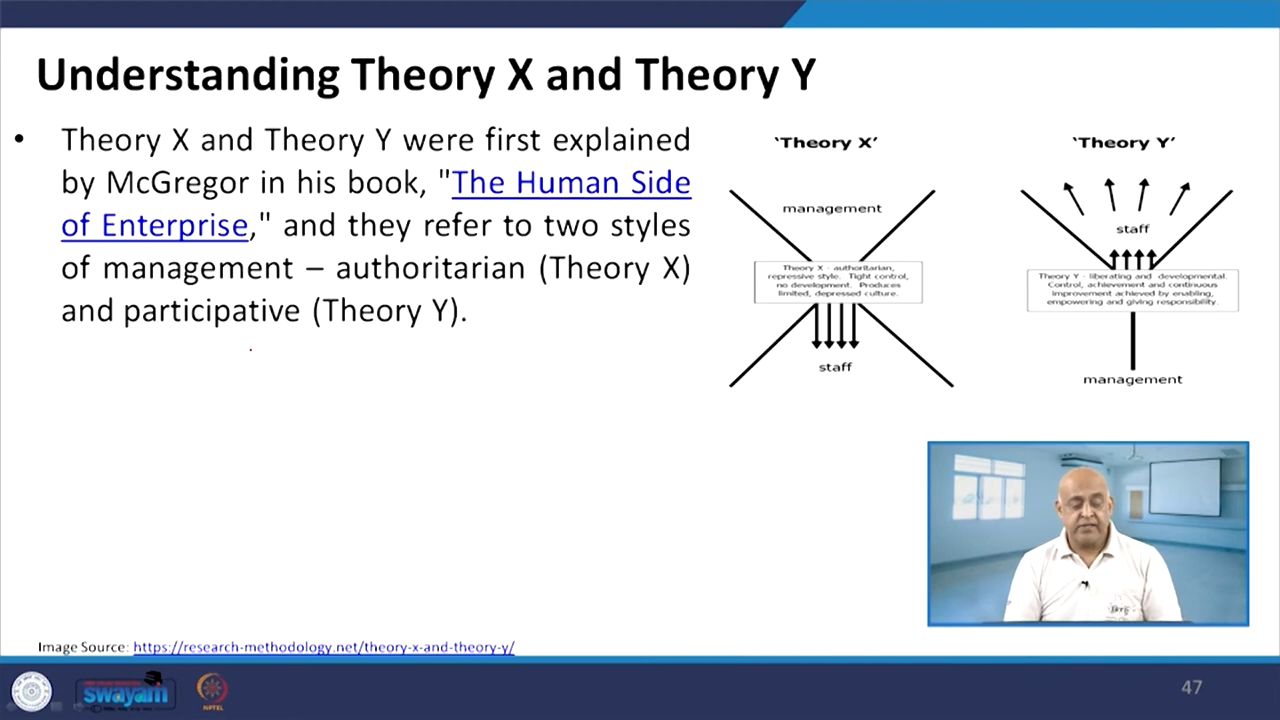 Understanding Theory X and Theory Y
• Theory X and Theory Y were first explained
by McGregor in his book, "The Human Side
of Enterprise," and they refer to two styles
of management – authoritarian (Theory X)
and participative (Theory Y).
‘Theory X’
management
Theory X - authoritarian,
repressive style. Tight control,
no development. Produces
limited, depressed culture.
staff
‘Theory Y’
staff
Theory Y - liberating and developmental.
Control, achievement and continuous
improvement achieved by enabling,
empowering and giving responsibility.
management
Image Source: https://research-methodology.net/theory-x-and-theory-y/
swayam
NPTEL
47